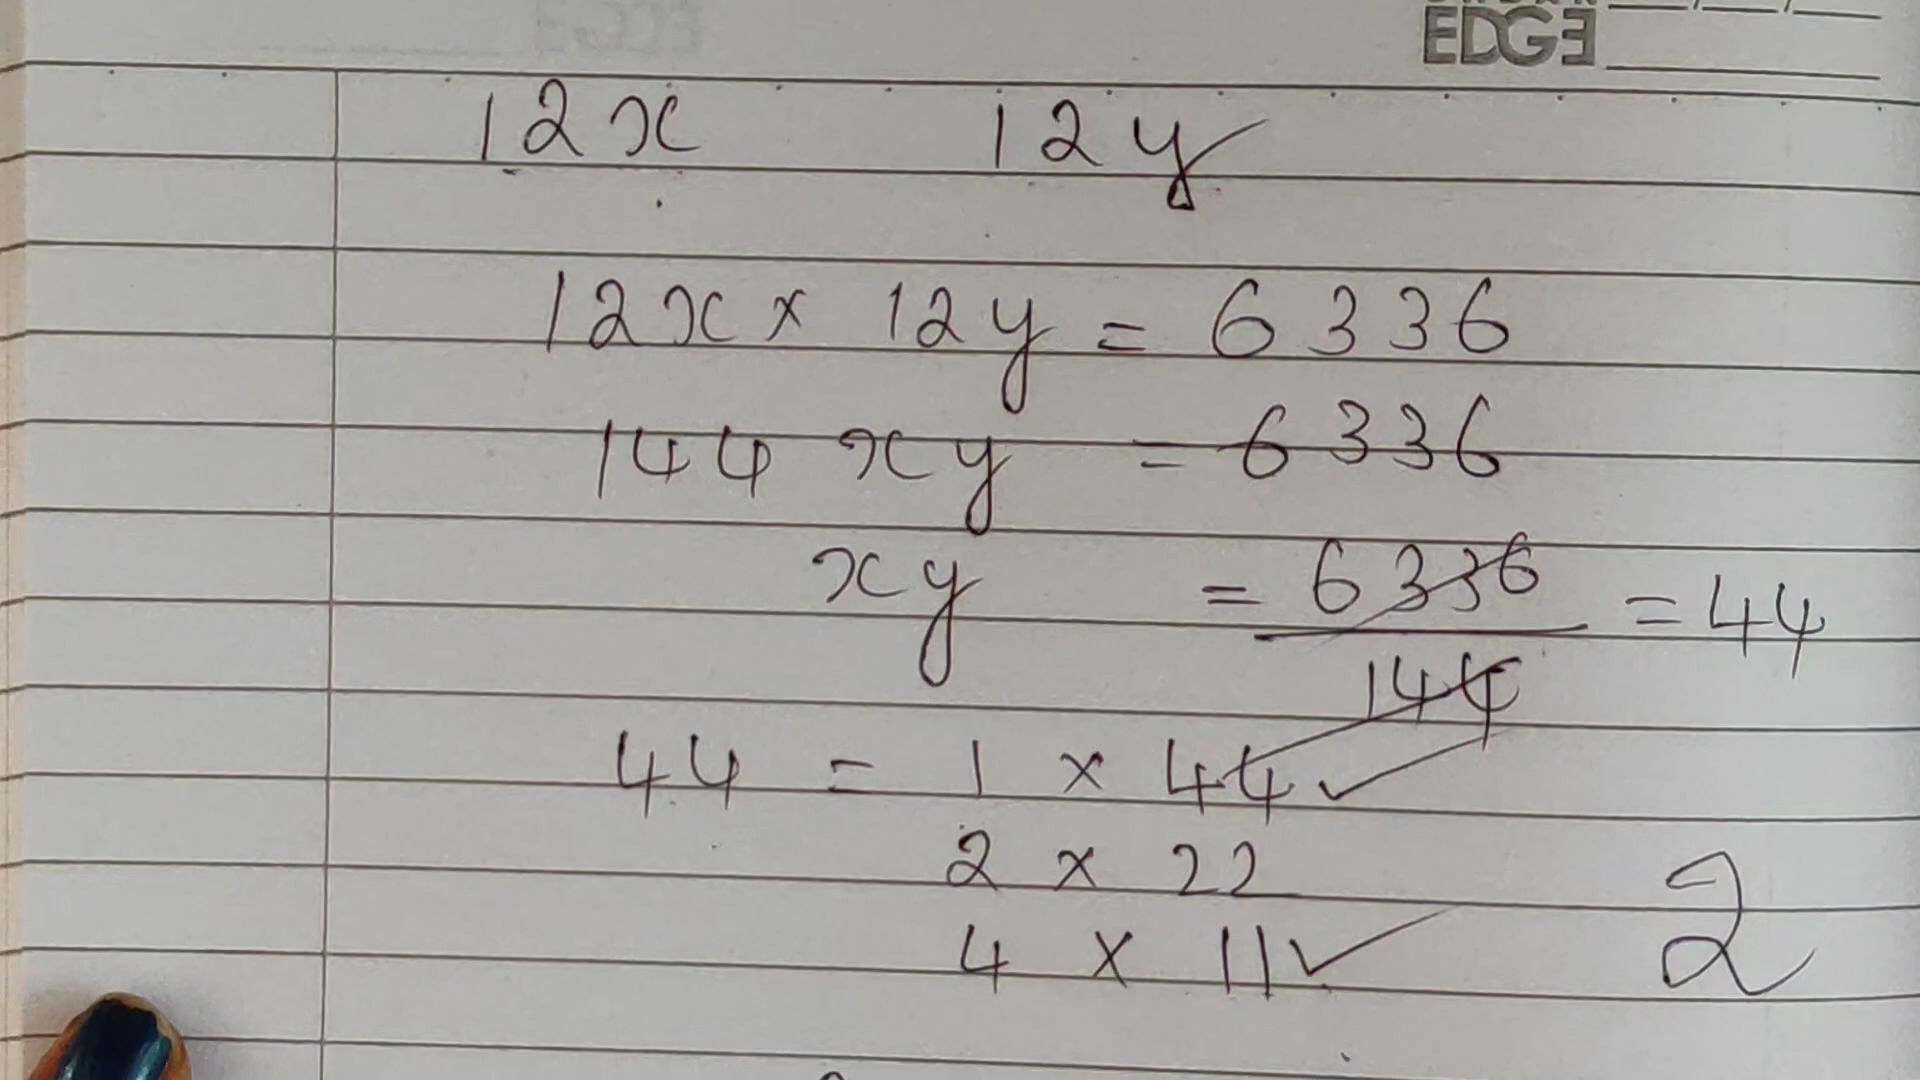 EDGE
12x 12y
12x × 12y = 6336
144 xy = 6336
xy = 6336/144 = 44
44 = 1 × 44 ✓
2 × 22
4 × 11 ✓
2